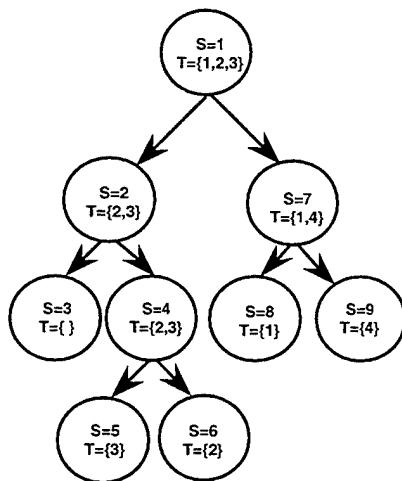 S=1
T={1,2,3}
S=2
T={2,3}
S=7
T={1,4}
S=3
T={ }
S=4
T={2,3}
S=8
T={1}
S=9
T={4}
S=5
T={3}
S=6
T={2}